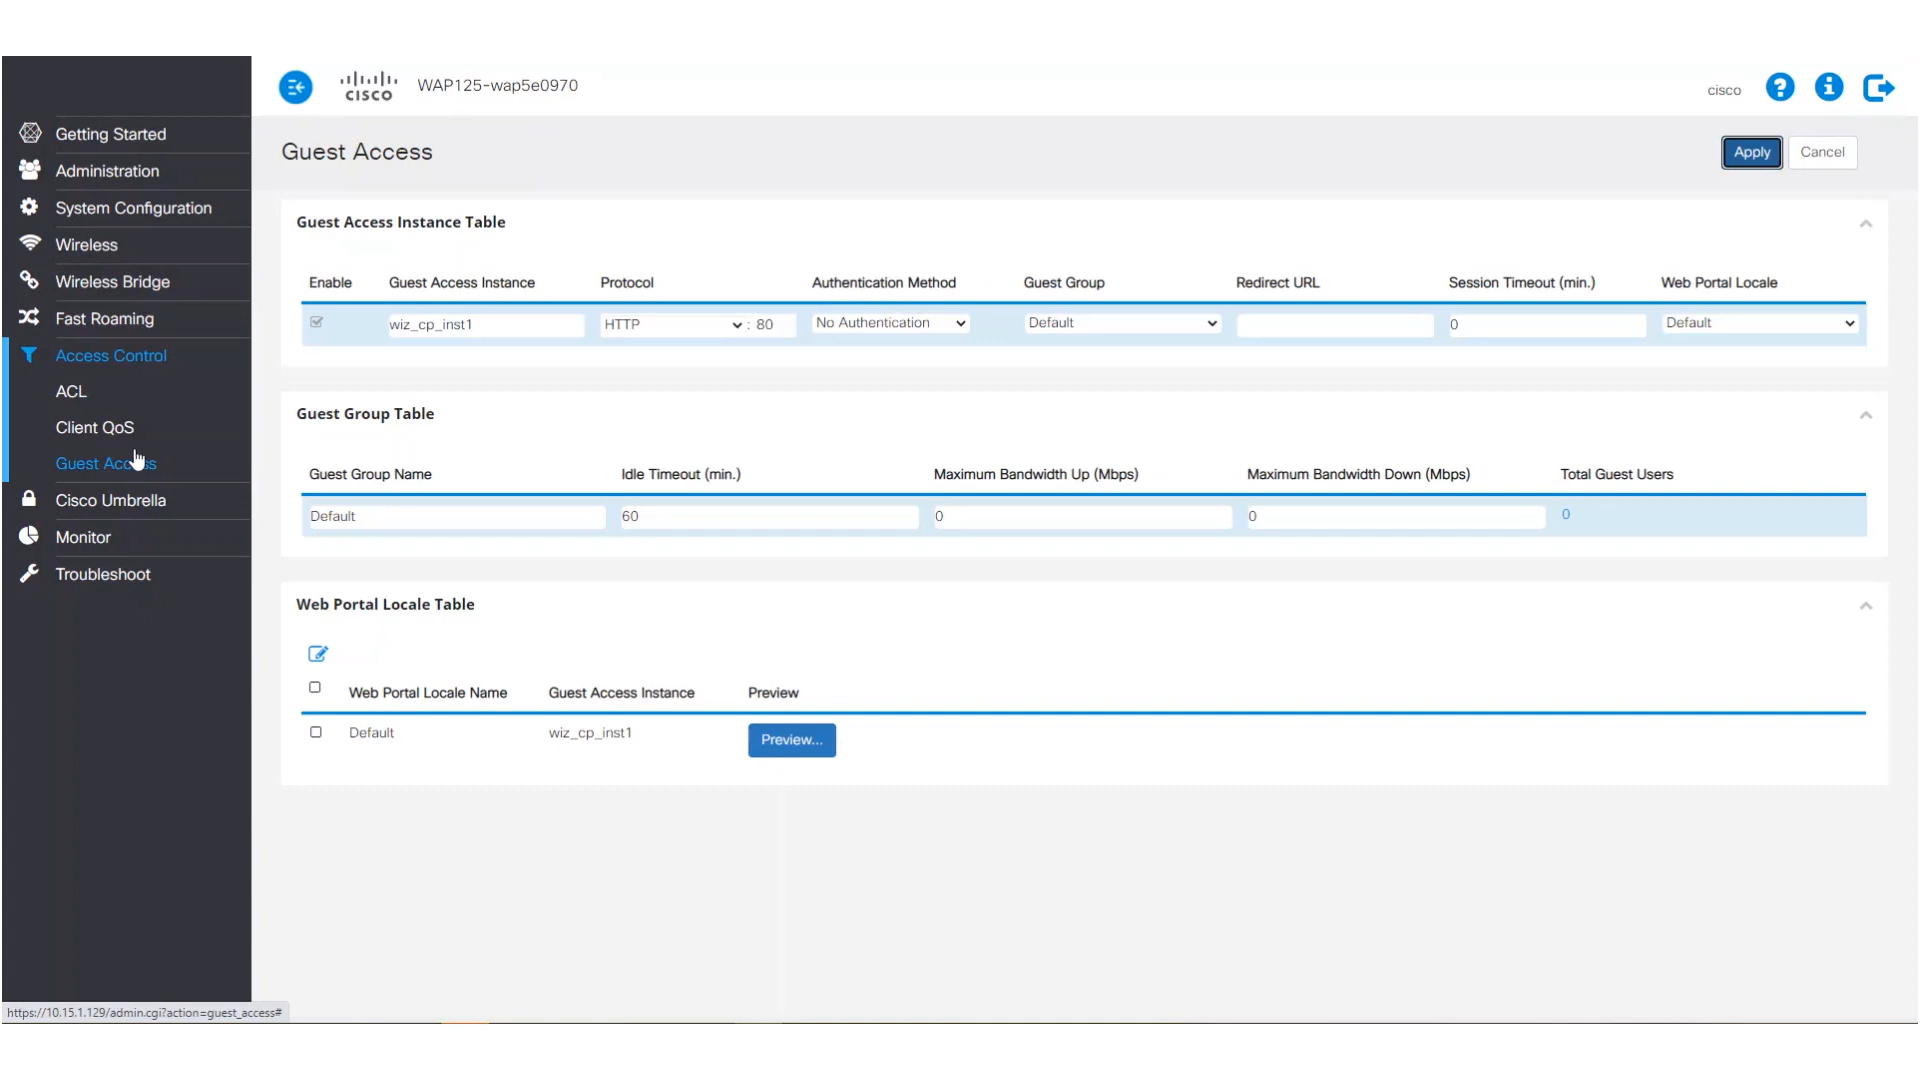 CISCO
WAP125-wap5e0970
cisco
Getting Started
Administration
System Configuration
Wireless
Wireless Bridge
Fast Roaming
Access Control
ACL
Client QoS
Guest Access
Cisco Umbrella
Monitor
Troubleshoot
Guest Access
Apply Cancel
Guest Access Instance Table
Enable Guest Access Instance Protocol Authentication Method Guest Group Redirect URL Session Timeout (min.) Web Portal Locale
wiz_cp_inst1 HTTP : 80 No Authentication Default 0 Default
Guest Group Table
Guest Group Name Idle Timeout (min.) Maximum Bandwidth Up (Mbps) Maximum Bandwidth Down (Mbps) Total Guest Users
Default 60 0 0 0
Web Portal Locale Table
Web Portal Locale Name Guest Access Instance Preview
Default wiz_cp_inst1 Preview...
https://10.15.1.129/admin.cgi?action=guest_access#